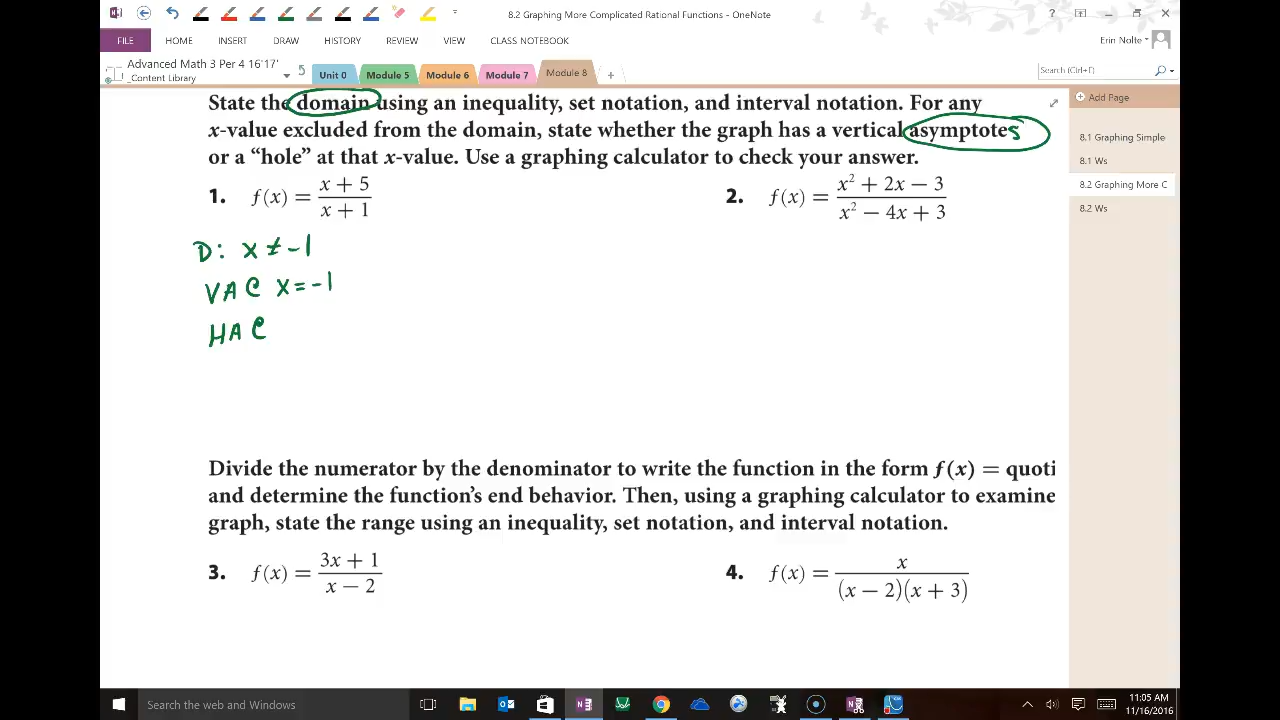 8.2 Graphing More Complicated Rational Functions - OneNote
FILE HOME INSERT DRAW HISTORY REVIEW VIEW CLASS NOTEBOOK
Erin Nolte
Advanced Math 3 Per 4 16'17'
_Content Library
5
Unit 0 Module 5 Module 6 Module 7 Module 8 +
Search (Ctrl+E)
Add Page
8.1 Graphing Simple
8.1 Ws
8.2 Graphing More C
8.2 Ws
State the domain using an inequality, set notation, and interval notation. For any
x-value excluded from the domain, state whether the graph has a vertical asymptotes
or a “hole” at that x-value. Use a graphing calculator to check your answer.
1. f(x) = (x + 5)/(x + 1)
2. f(x) = (x² + 2x − 3)/(x² − 4x + 3)
D: x ≠ -1
VA @ x = -1
HA @
Divide the numerator by the denominator to write the function in the form f(x) = quoti
and determine the function’s end behavior. Then, using a graphing calculator to examine
graph, state the range using an inequality, set notation, and interval notation.
3. f(x) = (3x + 1)/(x − 2)
4. f(x) = x/((x − 2)(x + 3))
Search the web and Windows
11:05 AM
11/16/2016